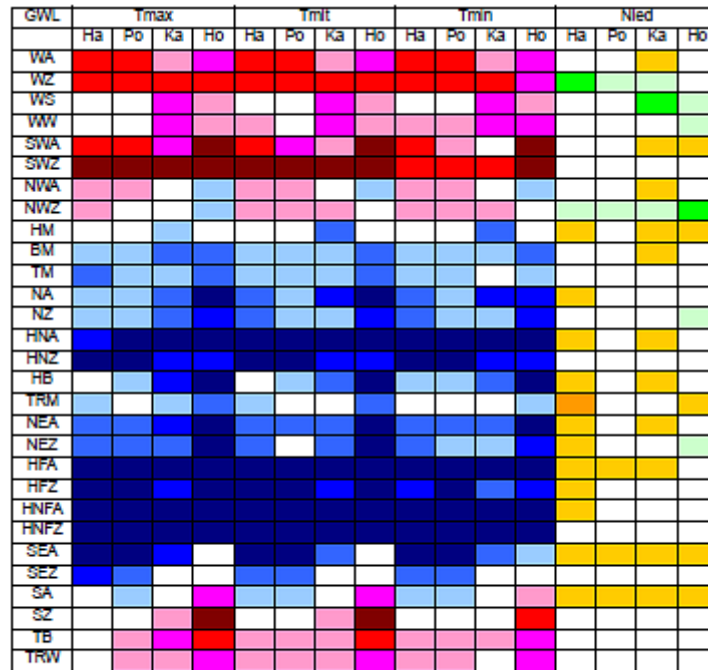 GWL Tmax Tmit Tmin Nied
Ha Po Ka Ho Ha Po Ka Ho Ha Po Ka Ho Ha Po Ka Ho
WA
WZ
WS
WW
SWA
SWZ
NWA
NWZ
HM
BM
TM
NA
NZ
HNA
HNZ
HB
TRM
NEA
NEZ
HFA
HFZ
HNFA
HNFZ
SEA
SEZ
SA
SZ
TB
TRW